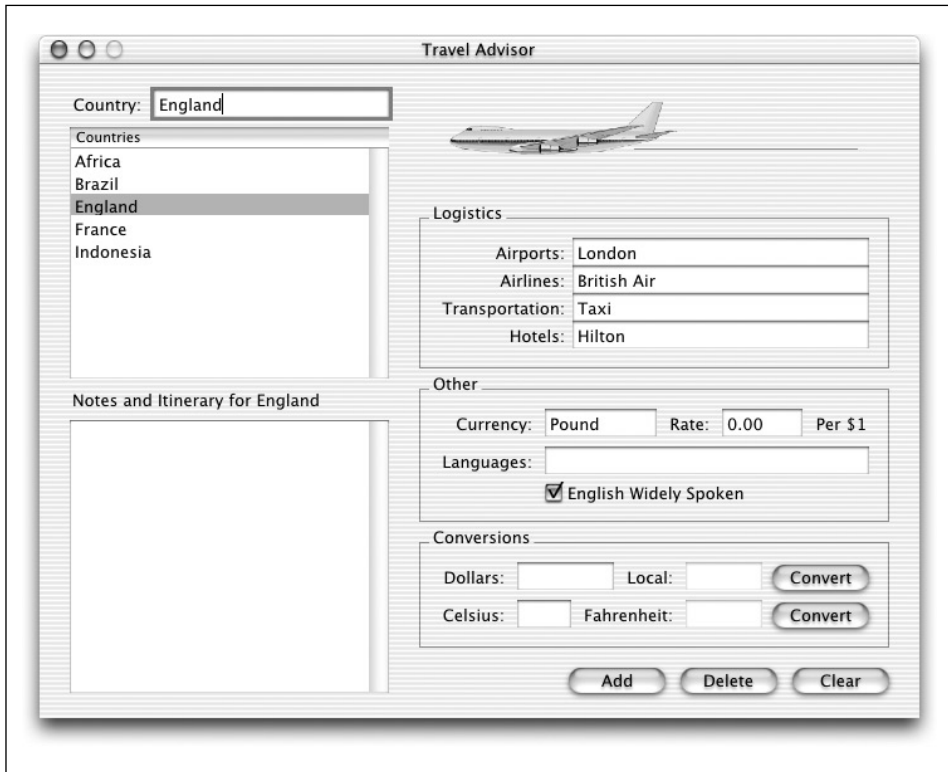 Travel Advisor
Country: England
Countries
Africa
Brazil
England
France
Indonesia
Notes and Itinerary for England
Logistics
Airports: London
Airlines: British Air
Transportation: Taxi
Hotels: Hilton
Other
Currency: Pound Rate: 0.00 Per $1
Languages:
English Widely Spoken
Conversions
Dollars: Local: Convert
Celsius: Fahrenheit: Convert
Add Delete Clear